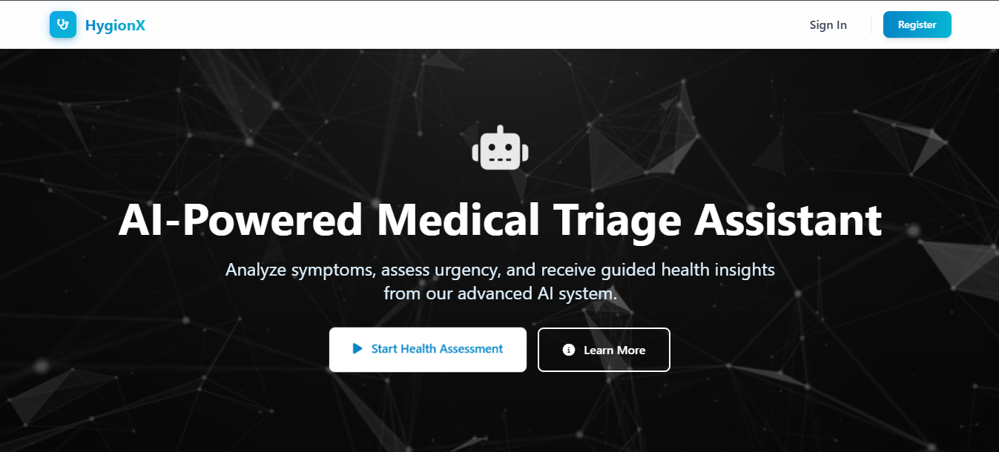 HygionX
Sign In
Register
AI-Powered Medical Triage Assistant
Analyze symptoms, assess urgency, and receive guided health insights
from our advanced AI system.
Start Health Assessment
Learn More